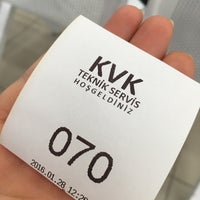 KVK
TEKNİK SERVİS
HOŞGELDİNİZ
070
2016.01.28 12:26